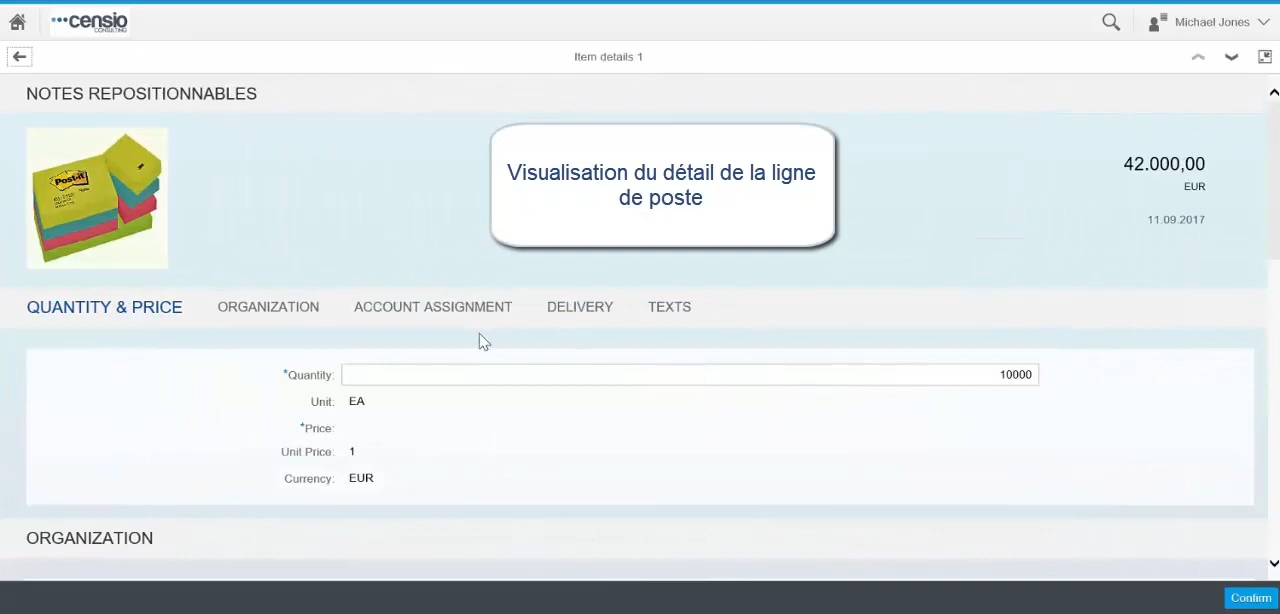 censio
CONSULTING
Michael Jones
Item details 1
NOTES REPOSITIONNABLES
Post-it
Visualisation du détail de la ligne
de poste
42.000,00
EUR
11.09.2017
QUANTITY & PRICE ORGANIZATION ACCOUNT ASSIGNMENT DELIVERY TEXTS
*Quantity: 10000
Unit: EA
*Price:
Unit Price: 1
Currency: EUR
ORGANIZATION
Confirm